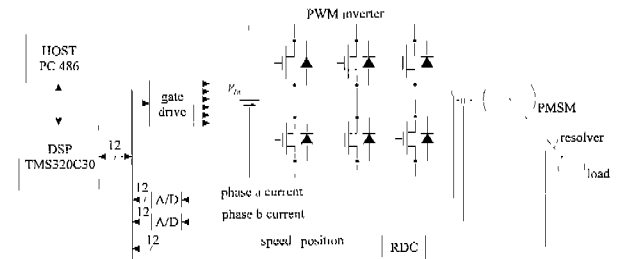 PWM inverter
HOST
PC 486
gate
drive
PMSM
resolver
load
DSP
TMS320C30
12
12
A/D
phase a current
12
A/D
phase b current
12
speed position
RDC